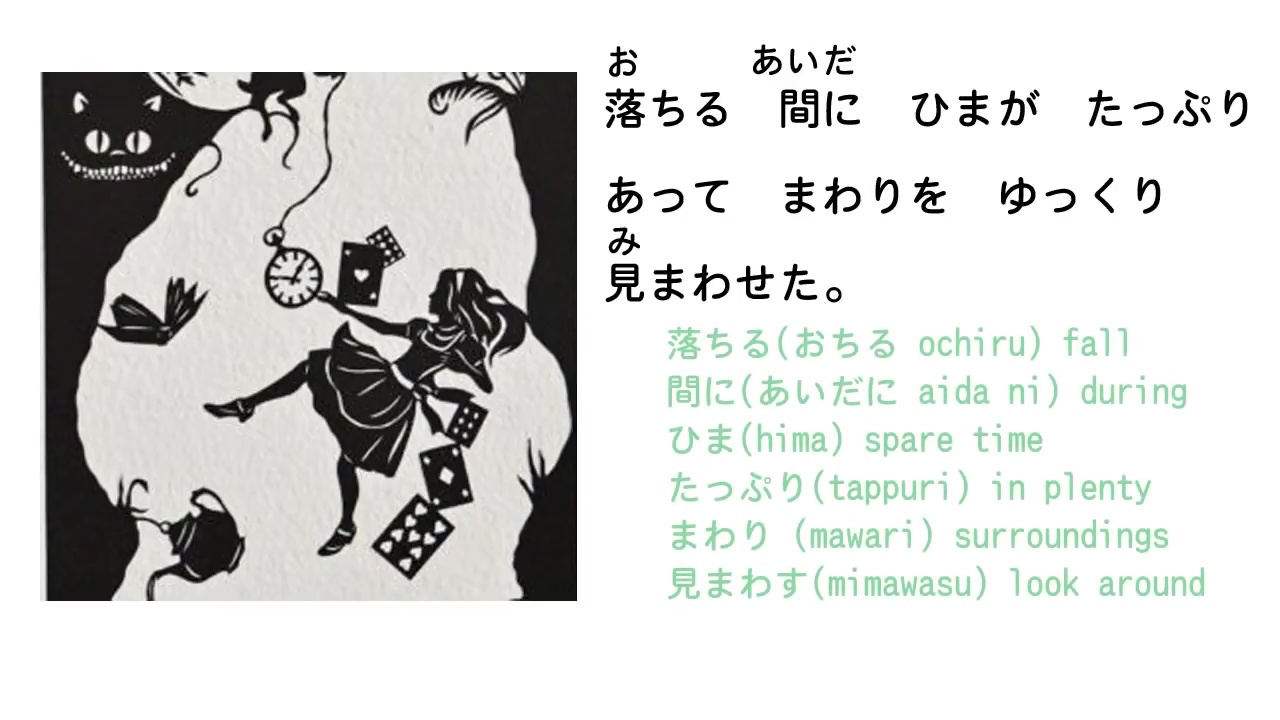 お あいだ
落ちる 間に ひまが たっぷり
あって まわりを ゆっくり
み
見まわせた。
落ちる(おちる ochiru) fall
間に(あいだに aida ni) during
ひま(hima) spare time
たっぷり(tappuri) in plenty
まわり (mawari) surroundings
見まわす(mimawasu) look around